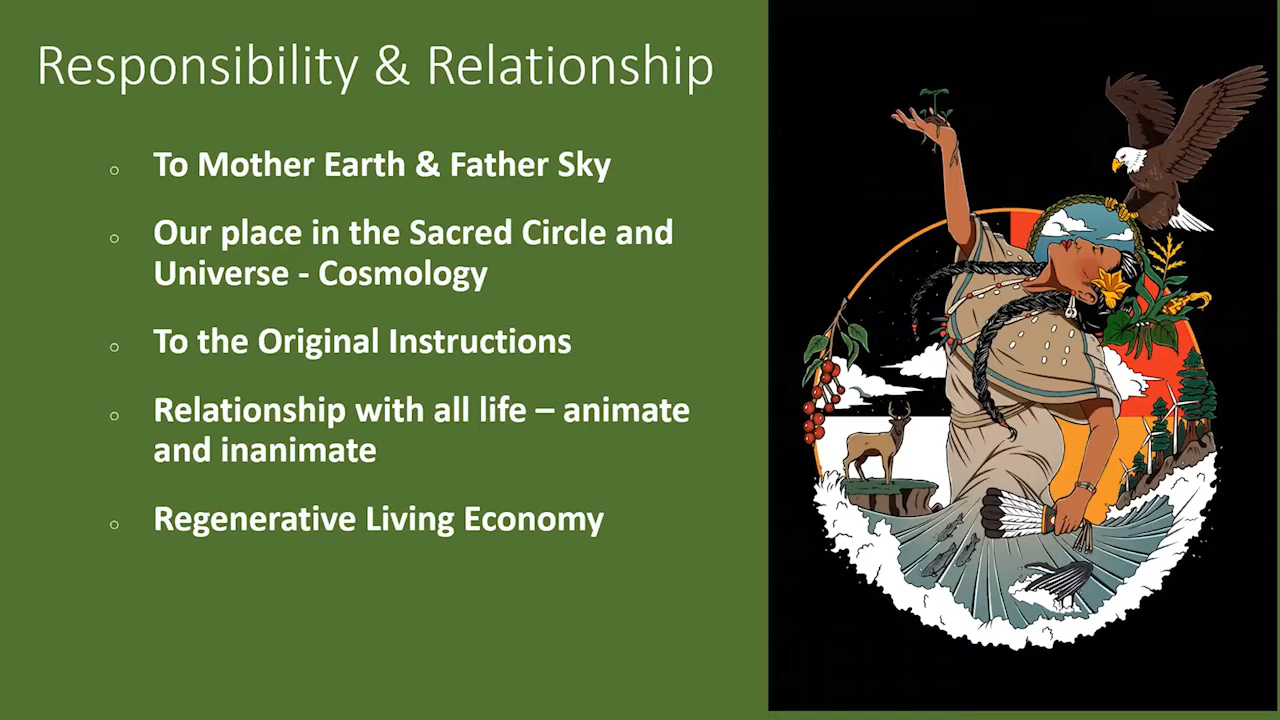 Responsibility & Relationship
To Mother Earth & Father Sky
Our place in the Sacred Circle and
Universe - Cosmology
To the Original Instructions
Relationship with all life – animate
and inanimate
Regenerative Living Economy